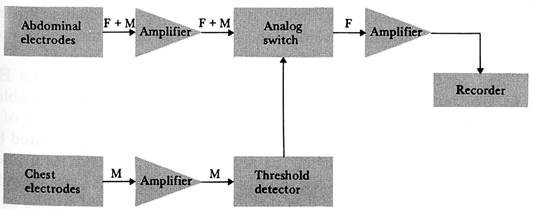 Abdominal
electrodes
F + M
Amplifier
F + M
Analog
switch
F
Amplifier
Recorder
Chest
electrodes
M
Amplifier
M
Threshold
detector